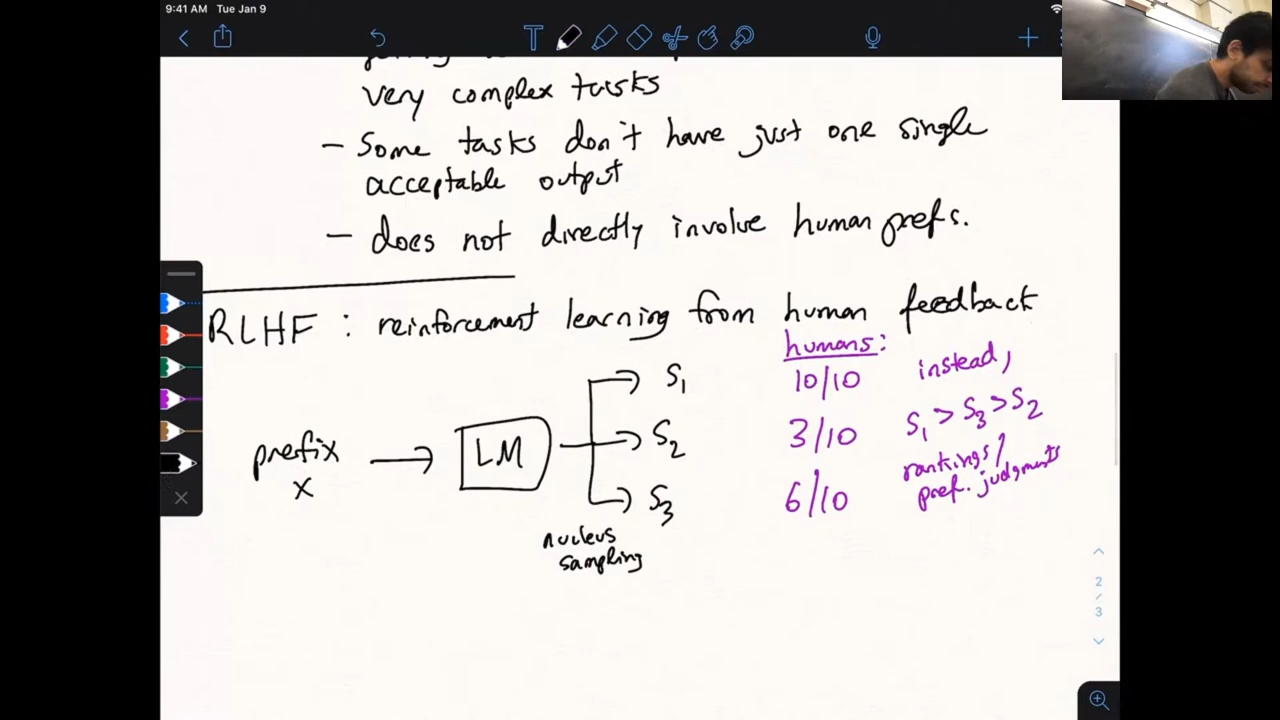 9:41 AM Tue Jan 9
very complex tasks
- Some tasks don't have just one single
acceptable output
- does not directly involve human prefs.
RLHF : reinforcement learning from human feedback
humans:
10/10
3/10
6/10
instead,
S1 > S3 > S2
rankings/
pref. judgments
prefix
x
LM
S1
S2
S3
nucleus
sampling
2
/
3